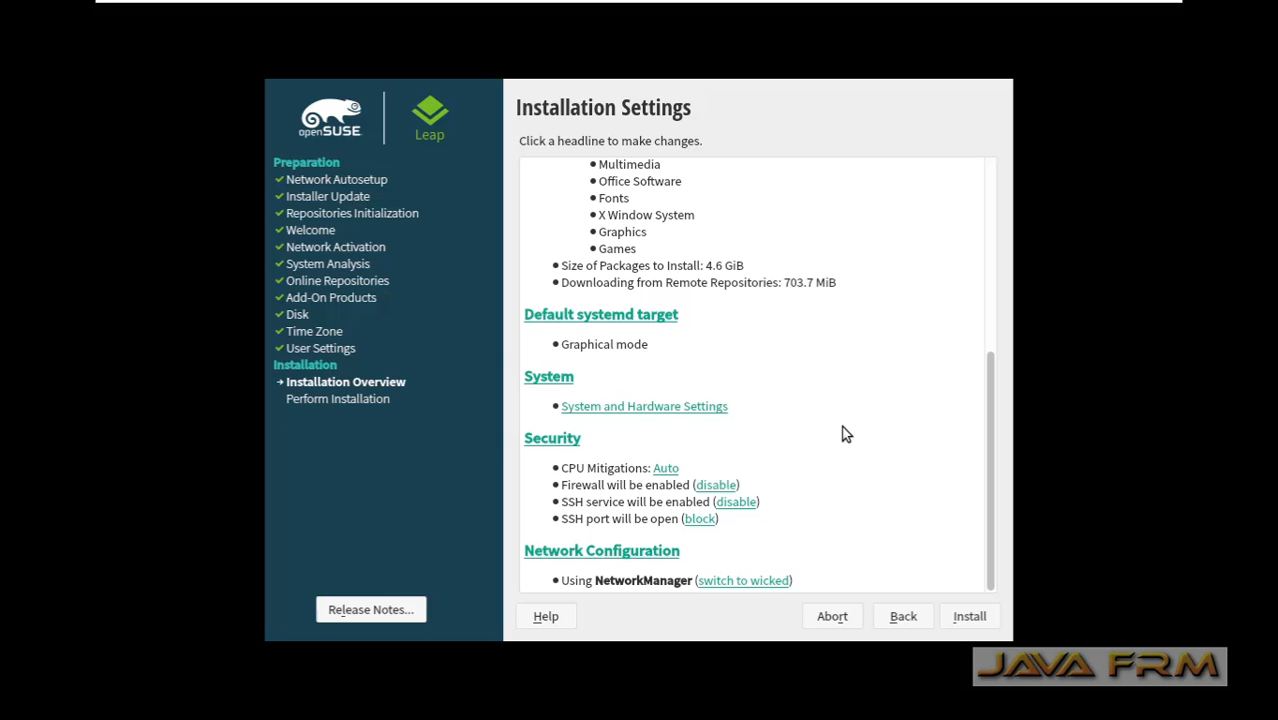 openSUSE
Leap
Preparation
Network Autosetup
Installer Update
Repositories Initialization
Welcome
Network Activation
System Analysis
Online Repositories
Add-On Products
Disk
Time Zone
User Settings
Installation
Installation Overview
Perform Installation
Release Notes...
Installation Settings
Click a headline to make changes.
Multimedia
Office Software
Fonts
X Window System
Graphics
Games
Size of Packages to Install: 4.6 GiB
Downloading from Remote Repositories: 703.7 MiB
Default systemd target
Graphical mode
System
System and Hardware Settings
Security
CPU Mitigations: Auto
Firewall will be enabled (disable)
SSH service will be enabled (disable)
SSH port will be open (block)
Network Configuration
Using NetworkManager (switch to wicked)
Help
Abort
Back
Install
JAVA FRM